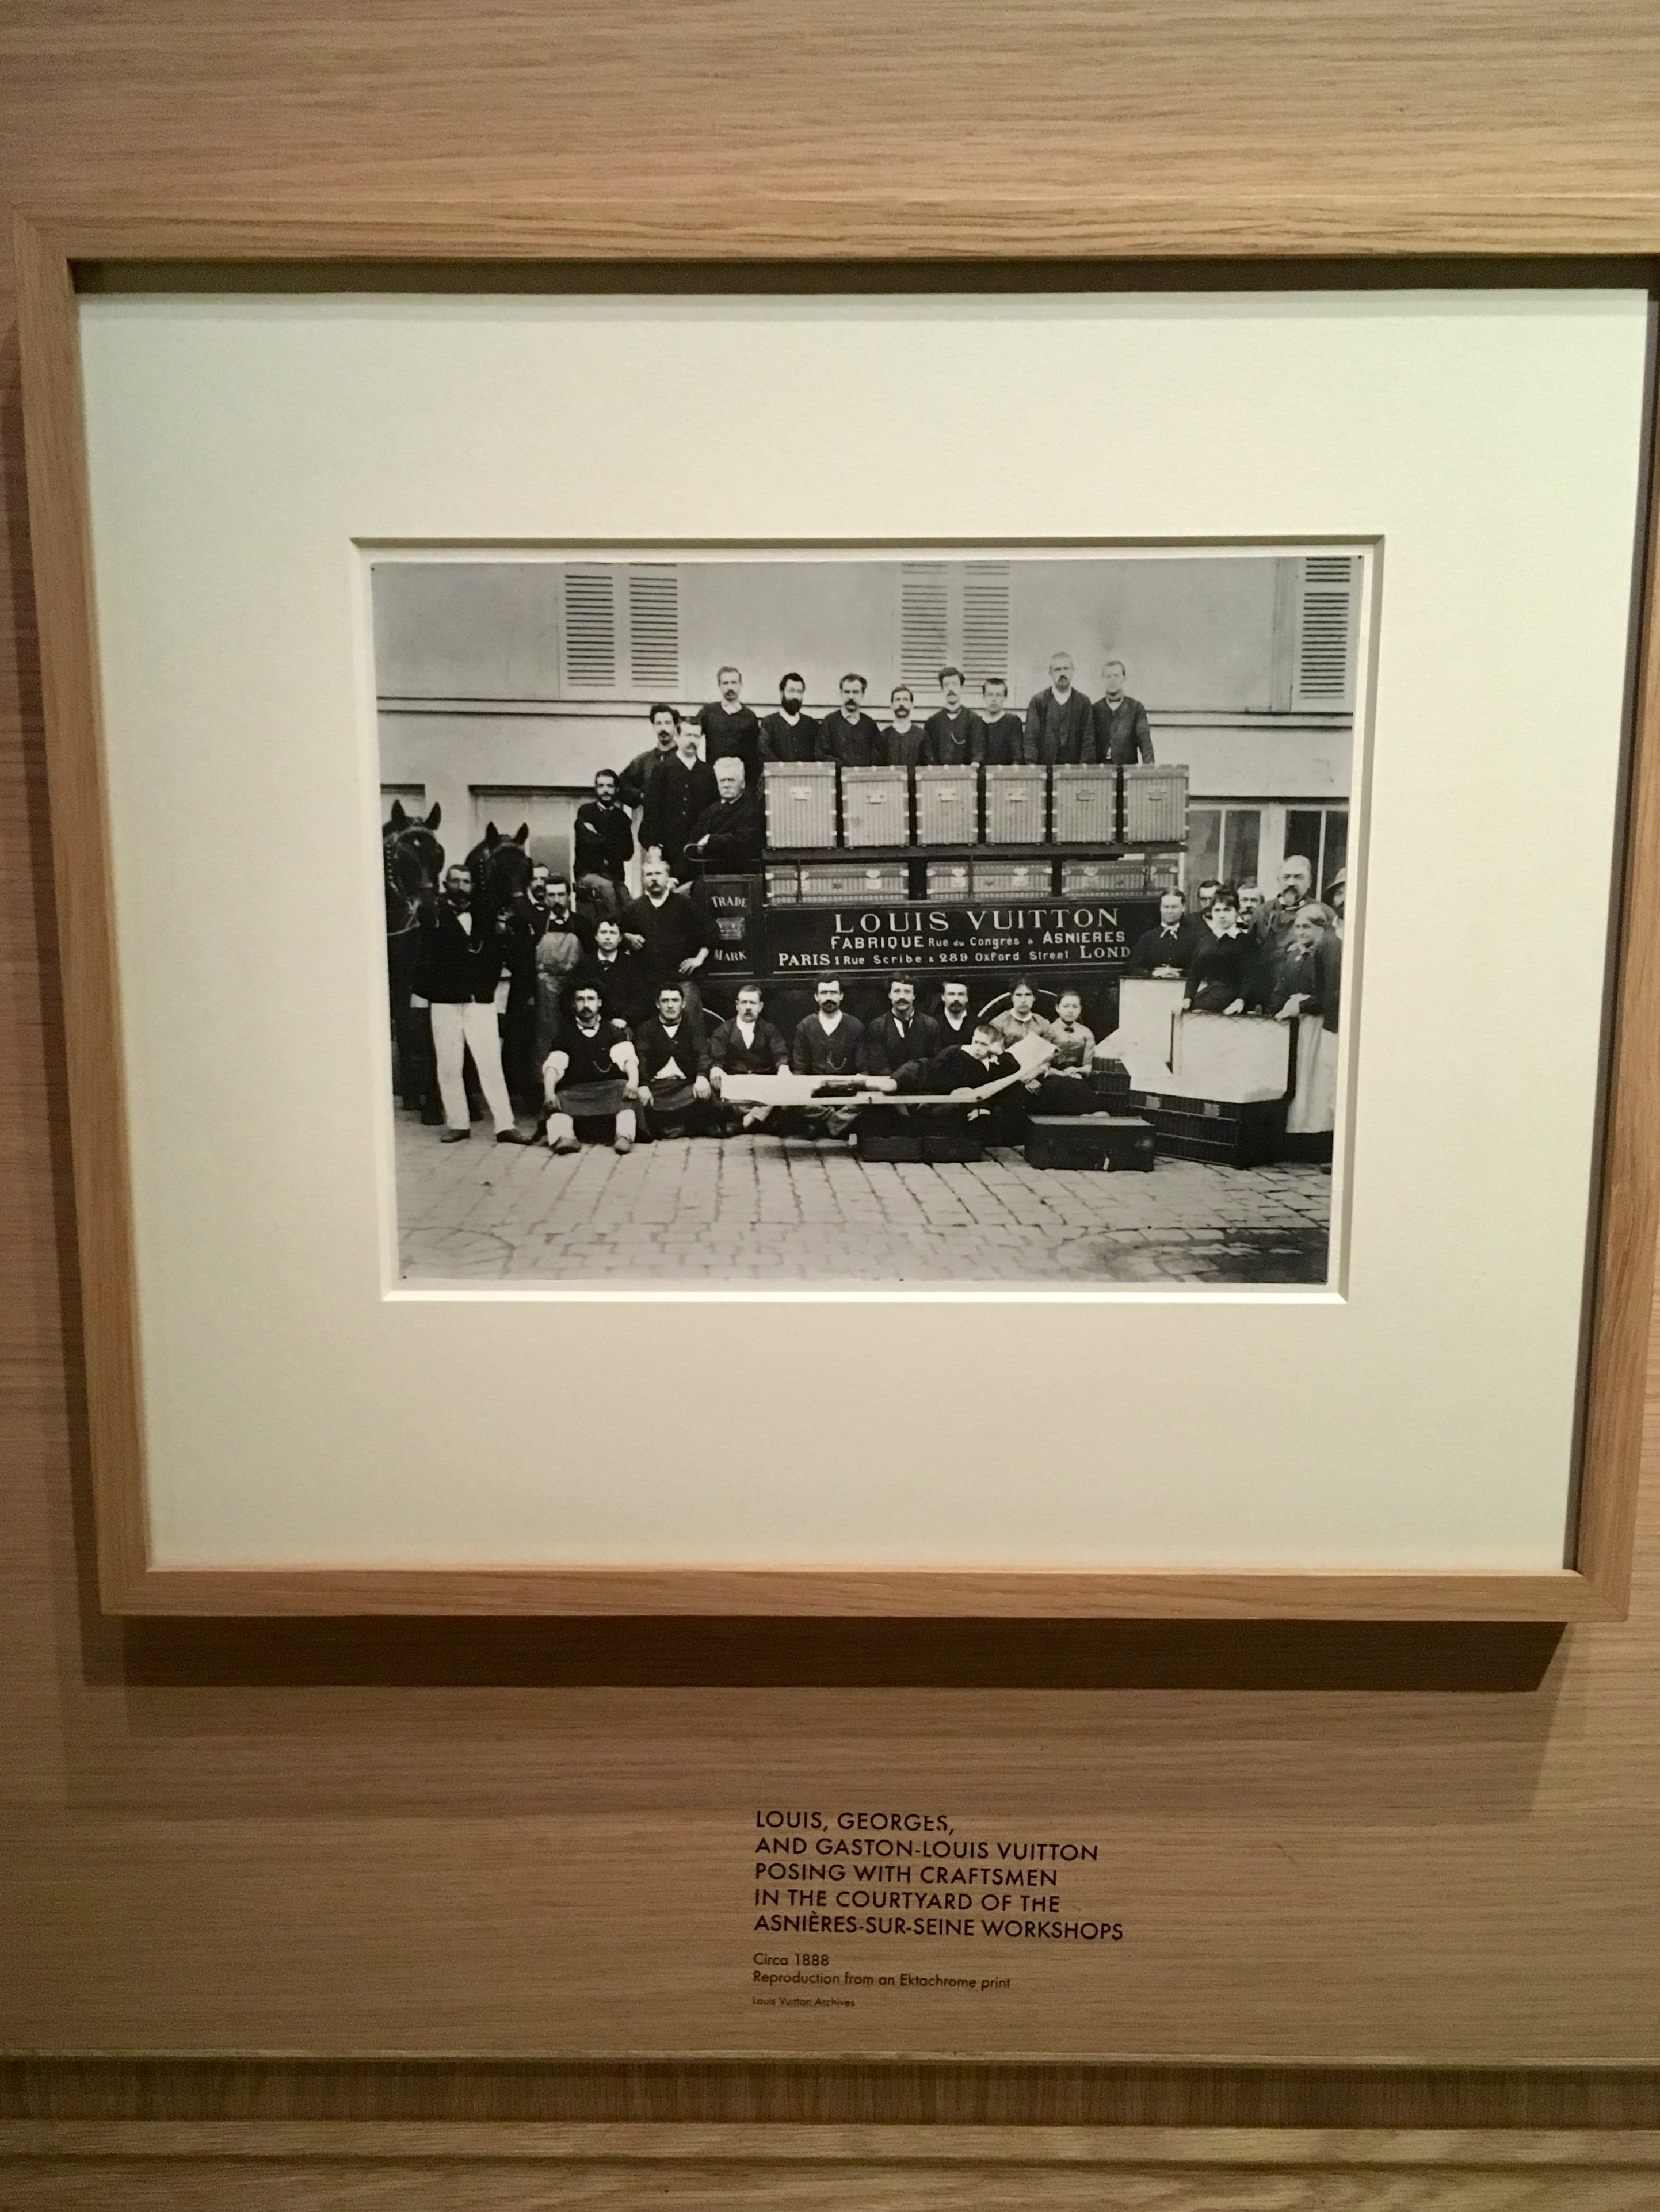 TRADE
MARK
LOUIS VUITTON
FABRIQUE Rue du Congrès à ASNIERES
PARIS 1 Rue Scribe & 289 Oxford Street LOND
LOUIS, GEORGES,
AND GASTON-LOUIS VUITTON
POSING WITH CRAFTSMEN
IN THE COURTYARD OF THE
ASNIÈRES-SUR-SEINE WORKSHOPS
Circa 1888
Reproduction from an Ektachrome print
Louis Vuitton Archives